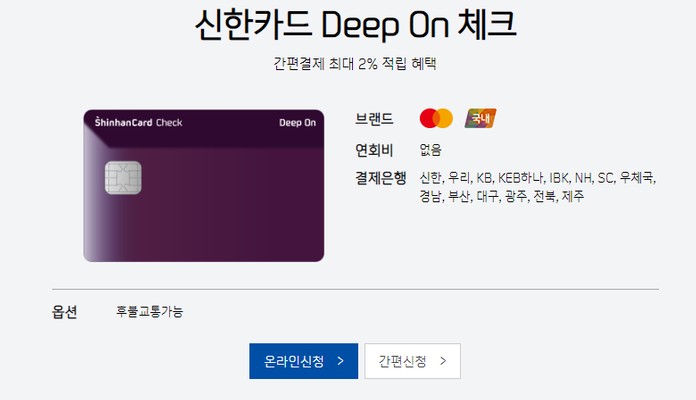 신한카드 Deep On 체크
간편결제 최대 2% 적립 혜택
ShinhanCard Check
Deep On
브랜드 국내
연회비 없음
결제은행 신한, 우리, KB, KEB하나, IBK, NH, SC, 우체국,
경남, 부산, 대구, 광주, 전북, 제주
옵션 후불교통가능
온라인신청 >
간편신청 >